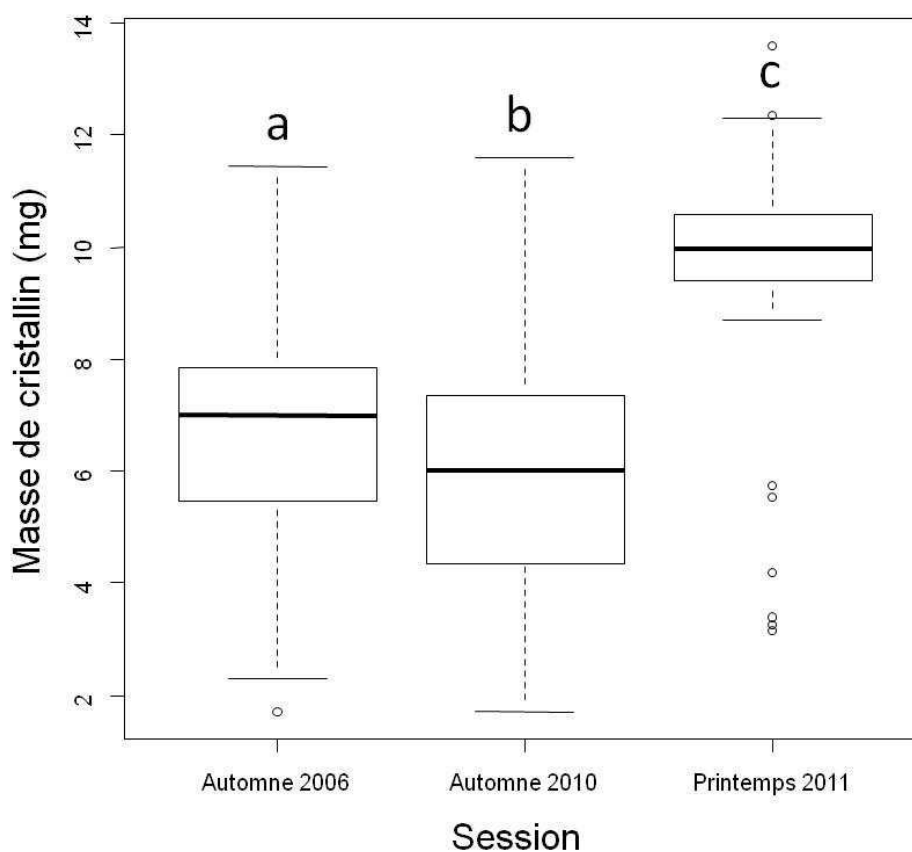 Masse de cristallin (mg)
14
12
10
8
6
4
2
a
b
c
Automne 2006
Automne 2010
Printemps 2011
Session